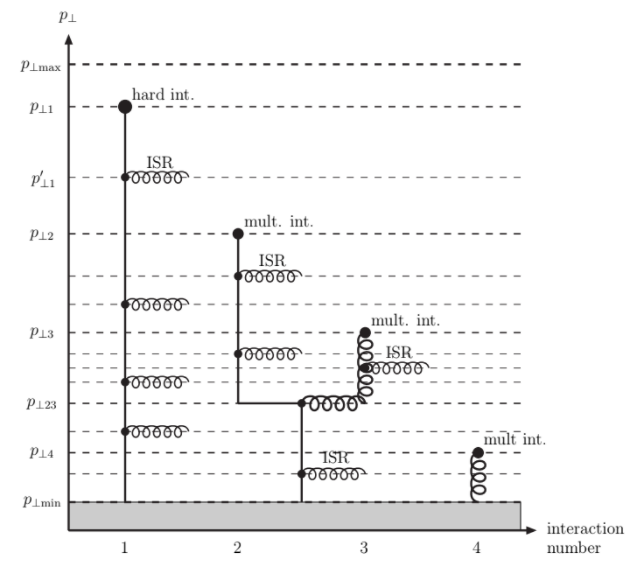 p⊥
p⊥max
hard int.
p⊥1
ISR
p′⊥1
mult. int.
p⊥2
ISR
mult. int.
p⊥3
ISR
p⊥23
mult int.
p⊥4
ISR
p⊥min
interaction
number
1 2 3 4